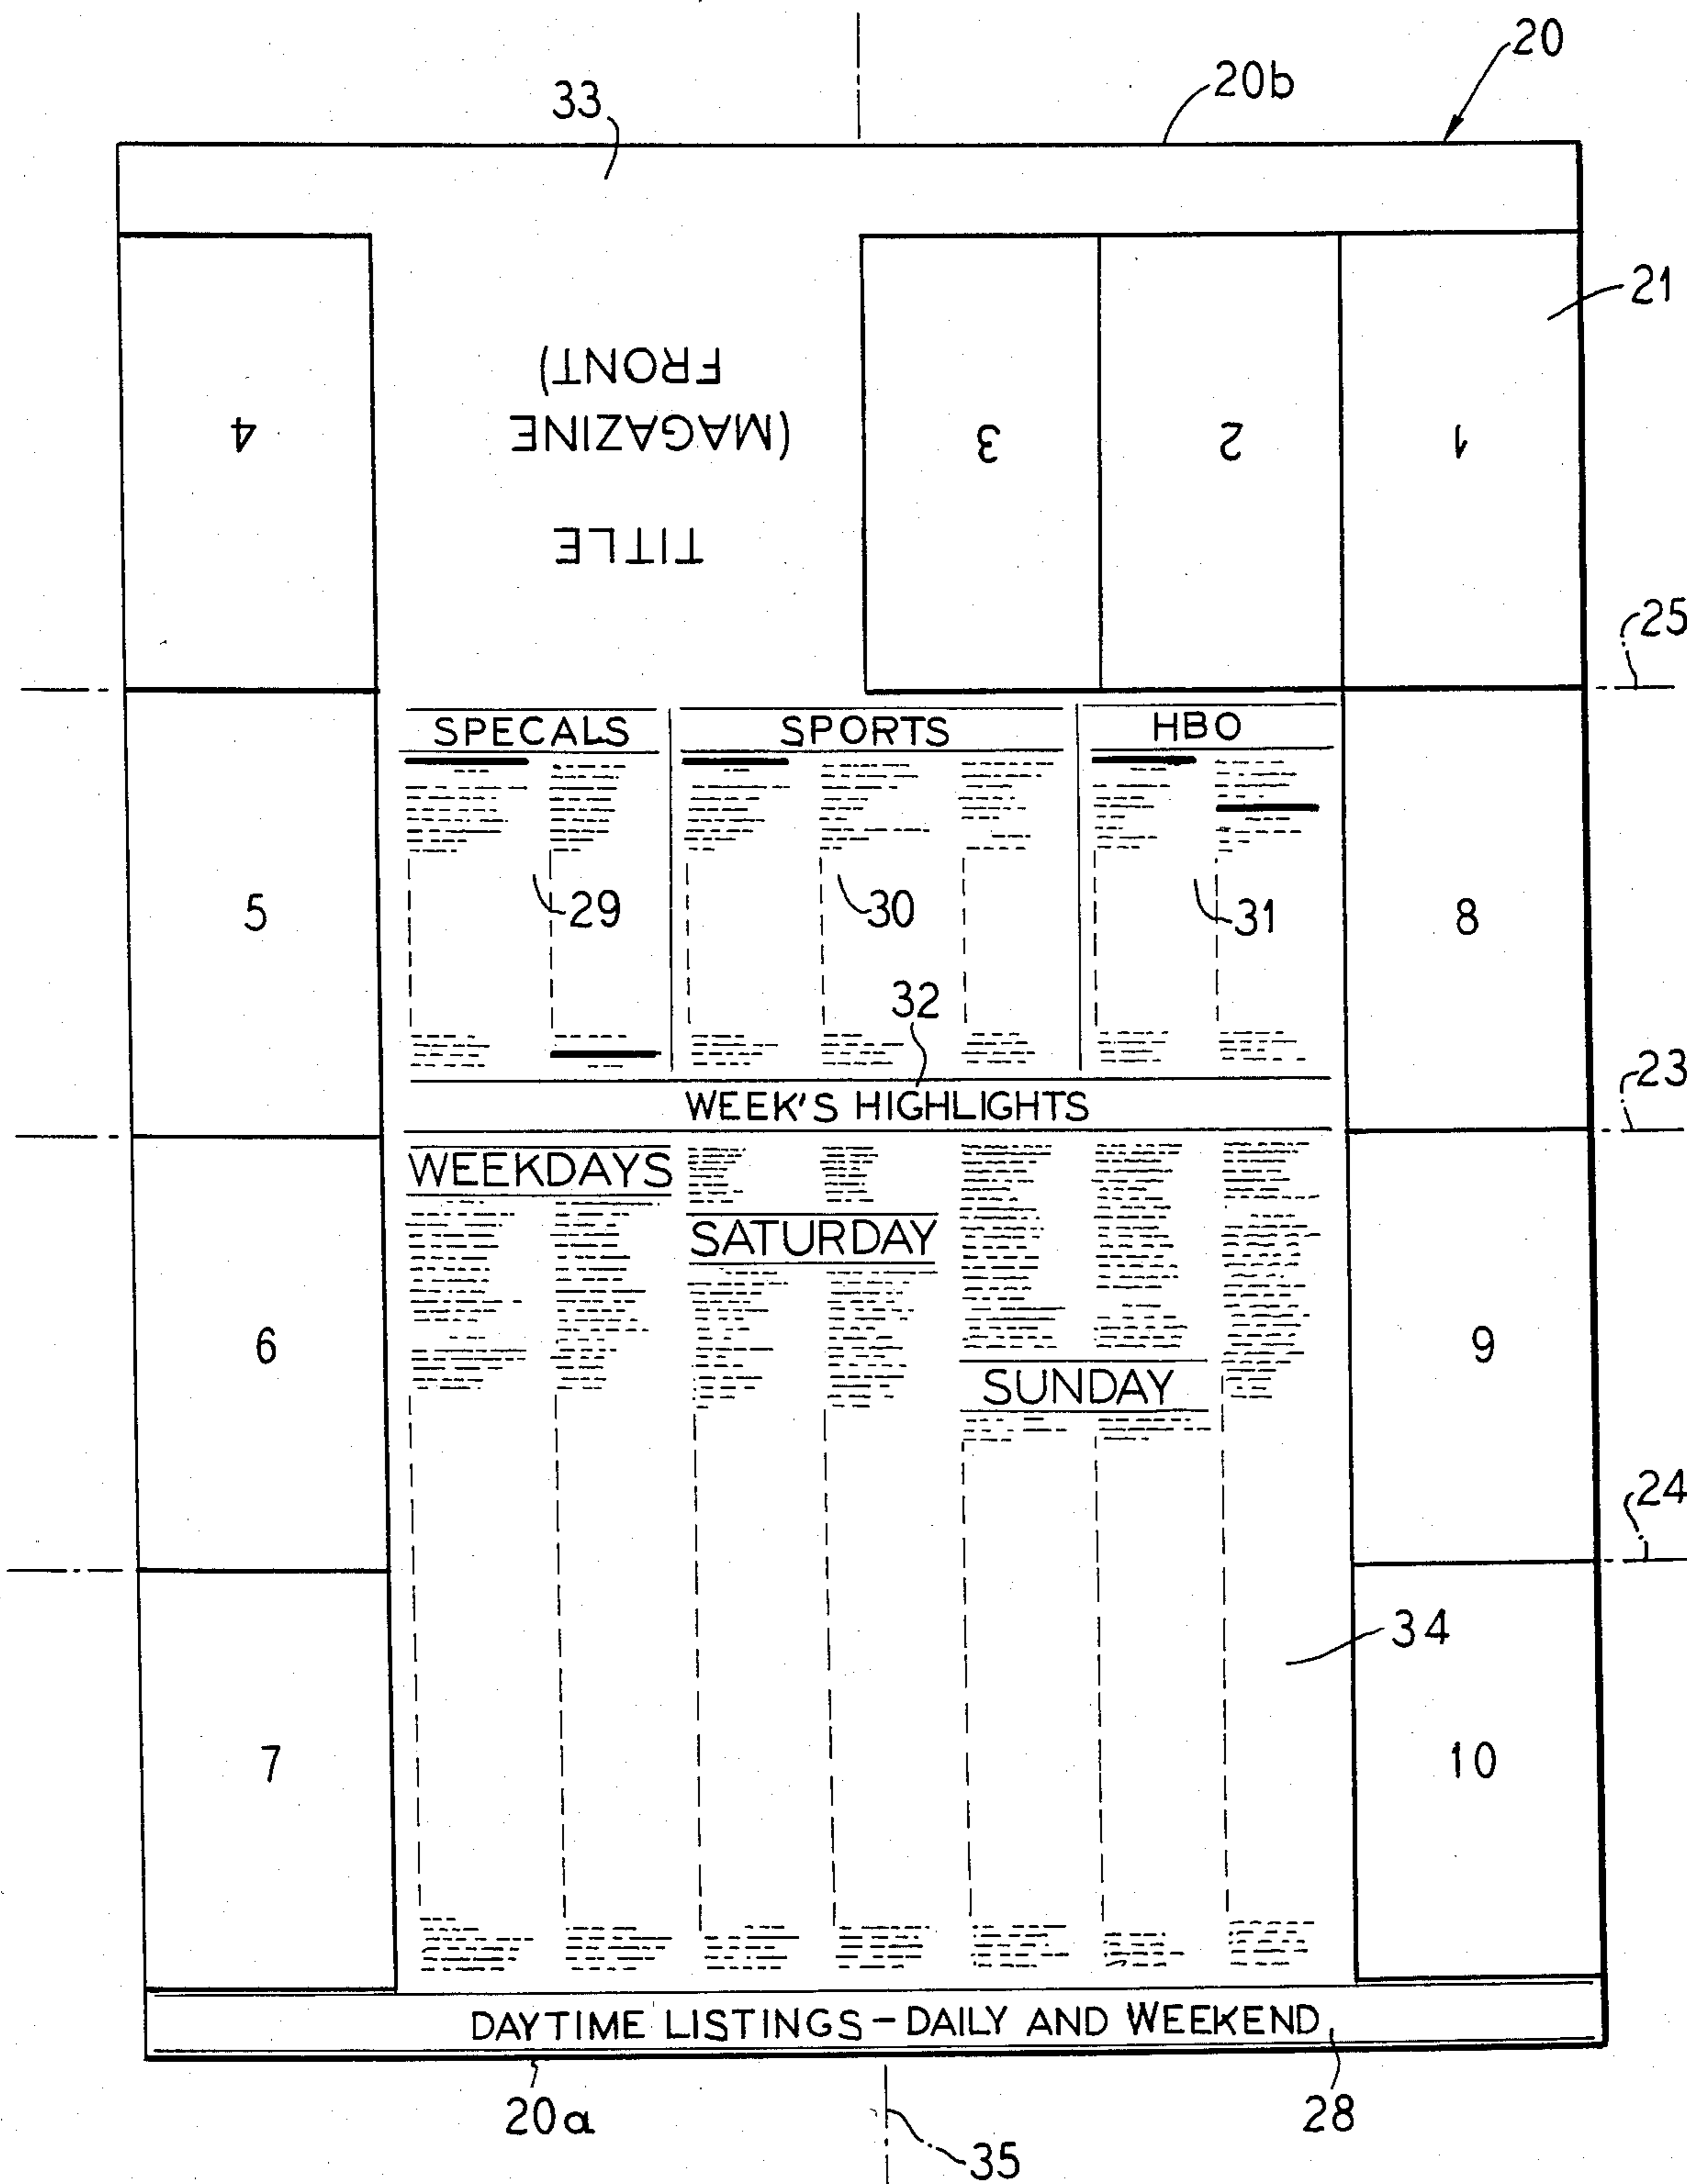 20
20b
33
21
(MAGAZINE
FRONT)
TITLE
4
3
2
1
25
SPECALS
SPORTS
HBO
5
29
30
31
8
32
23
WEEK'S HIGHLIGHTS
WEEKDAYS
SATURDAY
6
9
SUNDAY
24
34
7
10
DAYTIME LISTINGS – DAILY AND WEEKEND
20a
28
35